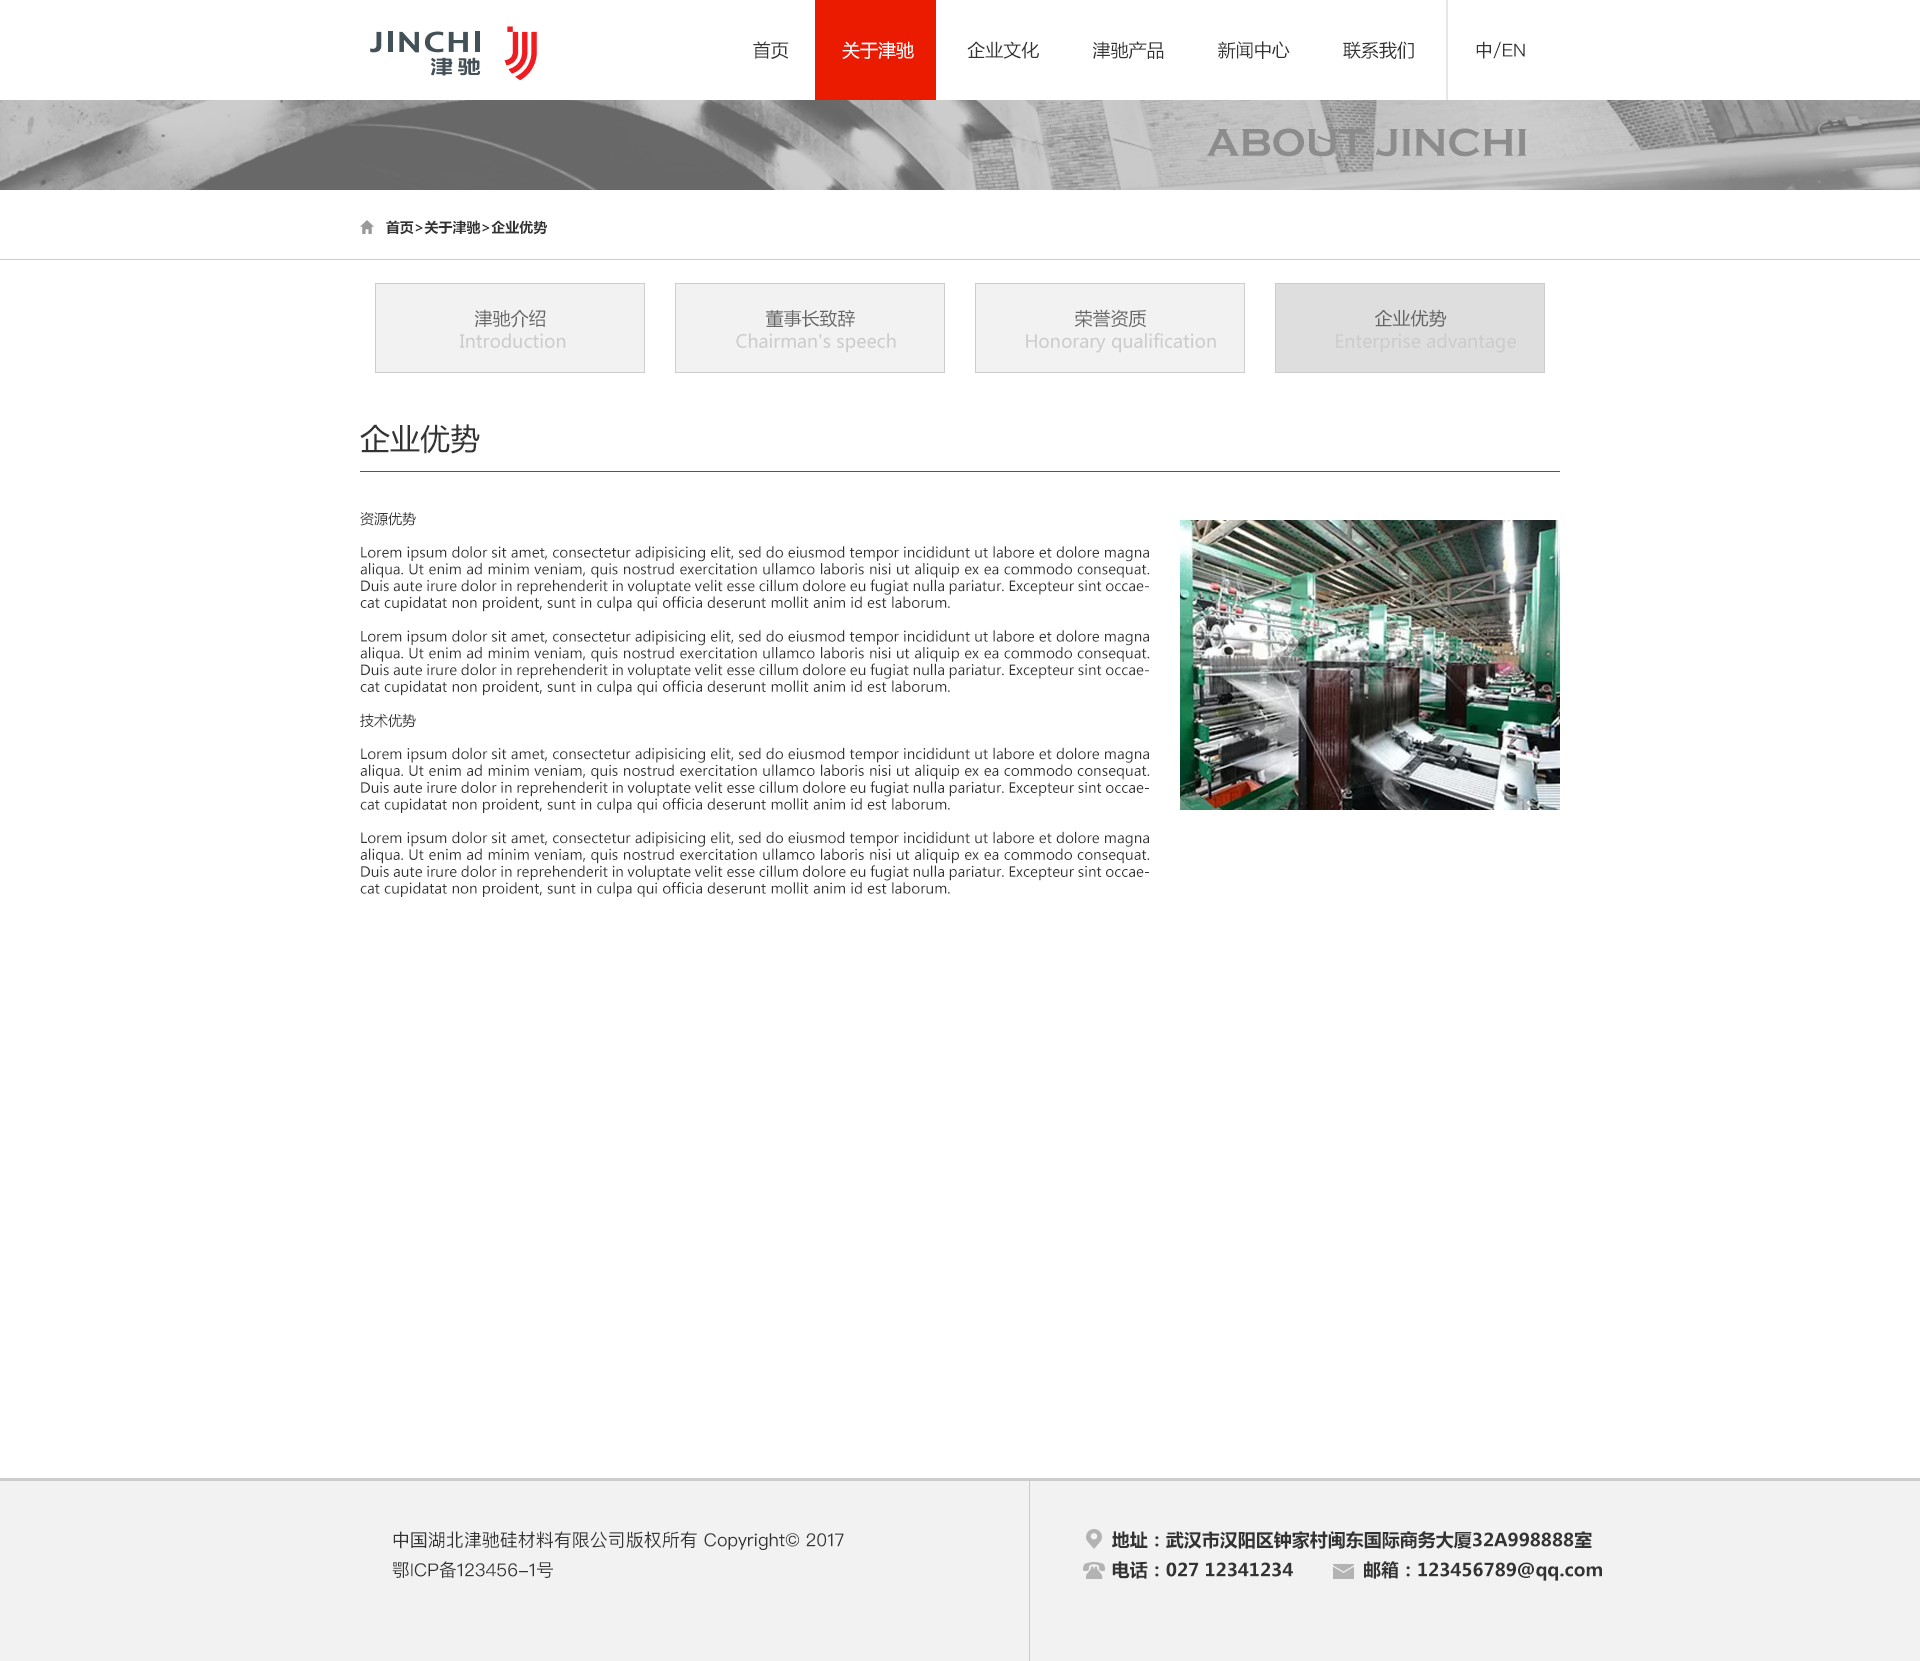 JINCHI
津驰
首页 关于津驰 企业文化 津驰产品 新闻中心 联系我们 中/EN
ABOUT JINCHI
首页>关于津驰>企业优势
津驰介绍
Introduction
董事长致辞
Chairman's speech
荣誉资质
Honorary qualification
企业优势
Enterprise advantage
企业优势
资源优势
Lorem ipsum dolor sit amet, consectetur adipisicing elit, sed do eiusmod tempor incididunt ut labore et dolore magna
aliqua. Ut enim ad minim veniam, quis nostrud exercitation ullamco laboris nisi ut aliquip ex ea commodo consequat.
Duis aute irure dolor in reprehenderit in voluptate velit esse cillum dolore eu fugiat nulla pariatur. Excepteur sint occae-
cat cupidatat non proident, sunt in culpa qui officia deserunt mollit anim id est laborum.
Lorem ipsum dolor sit amet, consectetur adipisicing elit, sed do eiusmod tempor incididunt ut labore et dolore magna
aliqua. Ut enim ad minim veniam, quis nostrud exercitation ullamco laboris nisi ut aliquip ex ea commodo consequat.
Duis aute irure dolor in reprehenderit in voluptate velit esse cillum dolore eu fugiat nulla pariatur. Excepteur sint occae-
cat cupidatat non proident, sunt in culpa qui officia deserunt mollit anim id est laborum.
技术优势
Lorem ipsum dolor sit amet, consectetur adipisicing elit, sed do eiusmod tempor incididunt ut labore et dolore magna
aliqua. Ut enim ad minim veniam, quis nostrud exercitation ullamco laboris nisi ut aliquip ex ea commodo consequat.
Duis aute irure dolor in reprehenderit in voluptate velit esse cillum dolore eu fugiat nulla pariatur. Excepteur sint occae-
cat cupidatat non proident, sunt in culpa qui officia deserunt mollit anim id est laborum.
Lorem ipsum dolor sit amet, consectetur adipisicing elit, sed do eiusmod tempor incididunt ut labore et dolore magna
aliqua. Ut enim ad minim veniam, quis nostrud exercitation ullamco laboris nisi ut aliquip ex ea commodo consequat.
Duis aute irure dolor in reprehenderit in voluptate velit esse cillum dolore eu fugiat nulla pariatur. Excepteur sint occae-
cat cupidatat non proident, sunt in culpa qui officia deserunt mollit anim id est laborum.
中国湖北津驰硅材料有限公司版权所有 Copyright© 2017
鄂ICP备123456-1号
地址：武汉市汉阳区钟家村闽东国际商务大厦32A998888室
电话：027 12341234 邮箱：123456789@qq.com